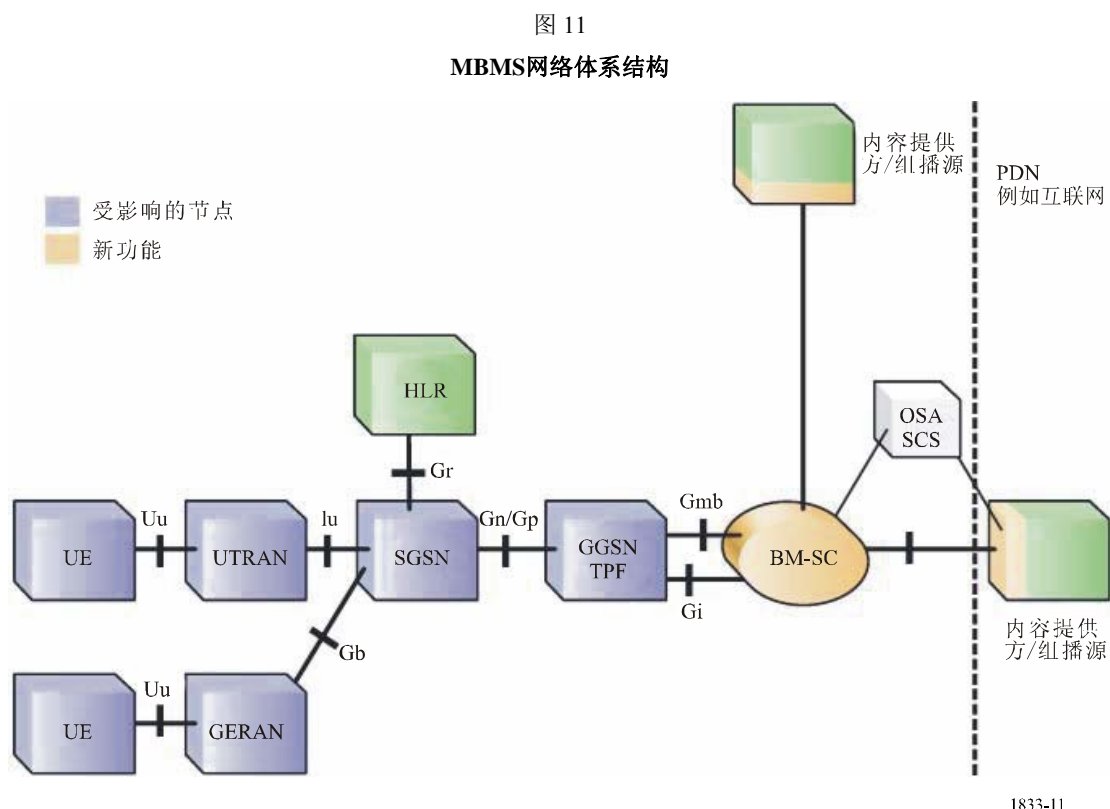 图 11
MBMS网络体系结构
内容提供
方/组播源
PDN
例如互联网
受影响的节点
新功能
HLR
OSA
SCS
Gr
Uu
Iu
Gn/Gp
Gmb
UE
UTRAN
SGSN
GGSN
TPF
BM-SC
Gi
内容提供
方/组播源
Gb
Uu
UE
GERAN
1833-11